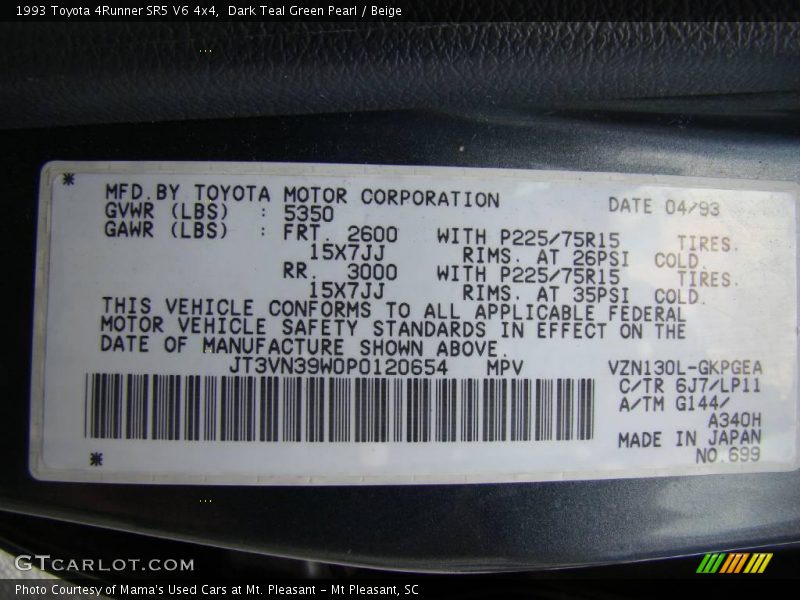 1993 Toyota 4Runner SR5 V6 4x4, Dark Teal Green Pearl / Beige
MFD.BY TOYOTA MOTOR CORPORATION DATE 04/93
GVWR (LBS) : 5350
GAWR (LBS) : FRT. 2600 WITH P225/75R15 TIRES.
15X7JJ RIMS. AT 26PSI COLD.
RR. 3000 WITH P225/75R15 TIRES.
15X7JJ RIMS. AT 35PSI COLD.
THIS VEHICLE CONFORMS TO ALL APPLICABLE FEDERAL
MOTOR VEHICLE SAFETY STANDARDS IN EFFECT ON THE
DATE OF MANUFACTURE SHOWN ABOVE.
JT3VN39W0P0120654 MPV VZN130L-GKPGEA
C/TR 6J7/LP11
A/TM G144/
A340H
MADE IN JAPAN
NO.699
GTCARLOT.COM
Photo Courtesy of Mama's Used Cars at Mt. Pleasant - Mt Pleasant, SC